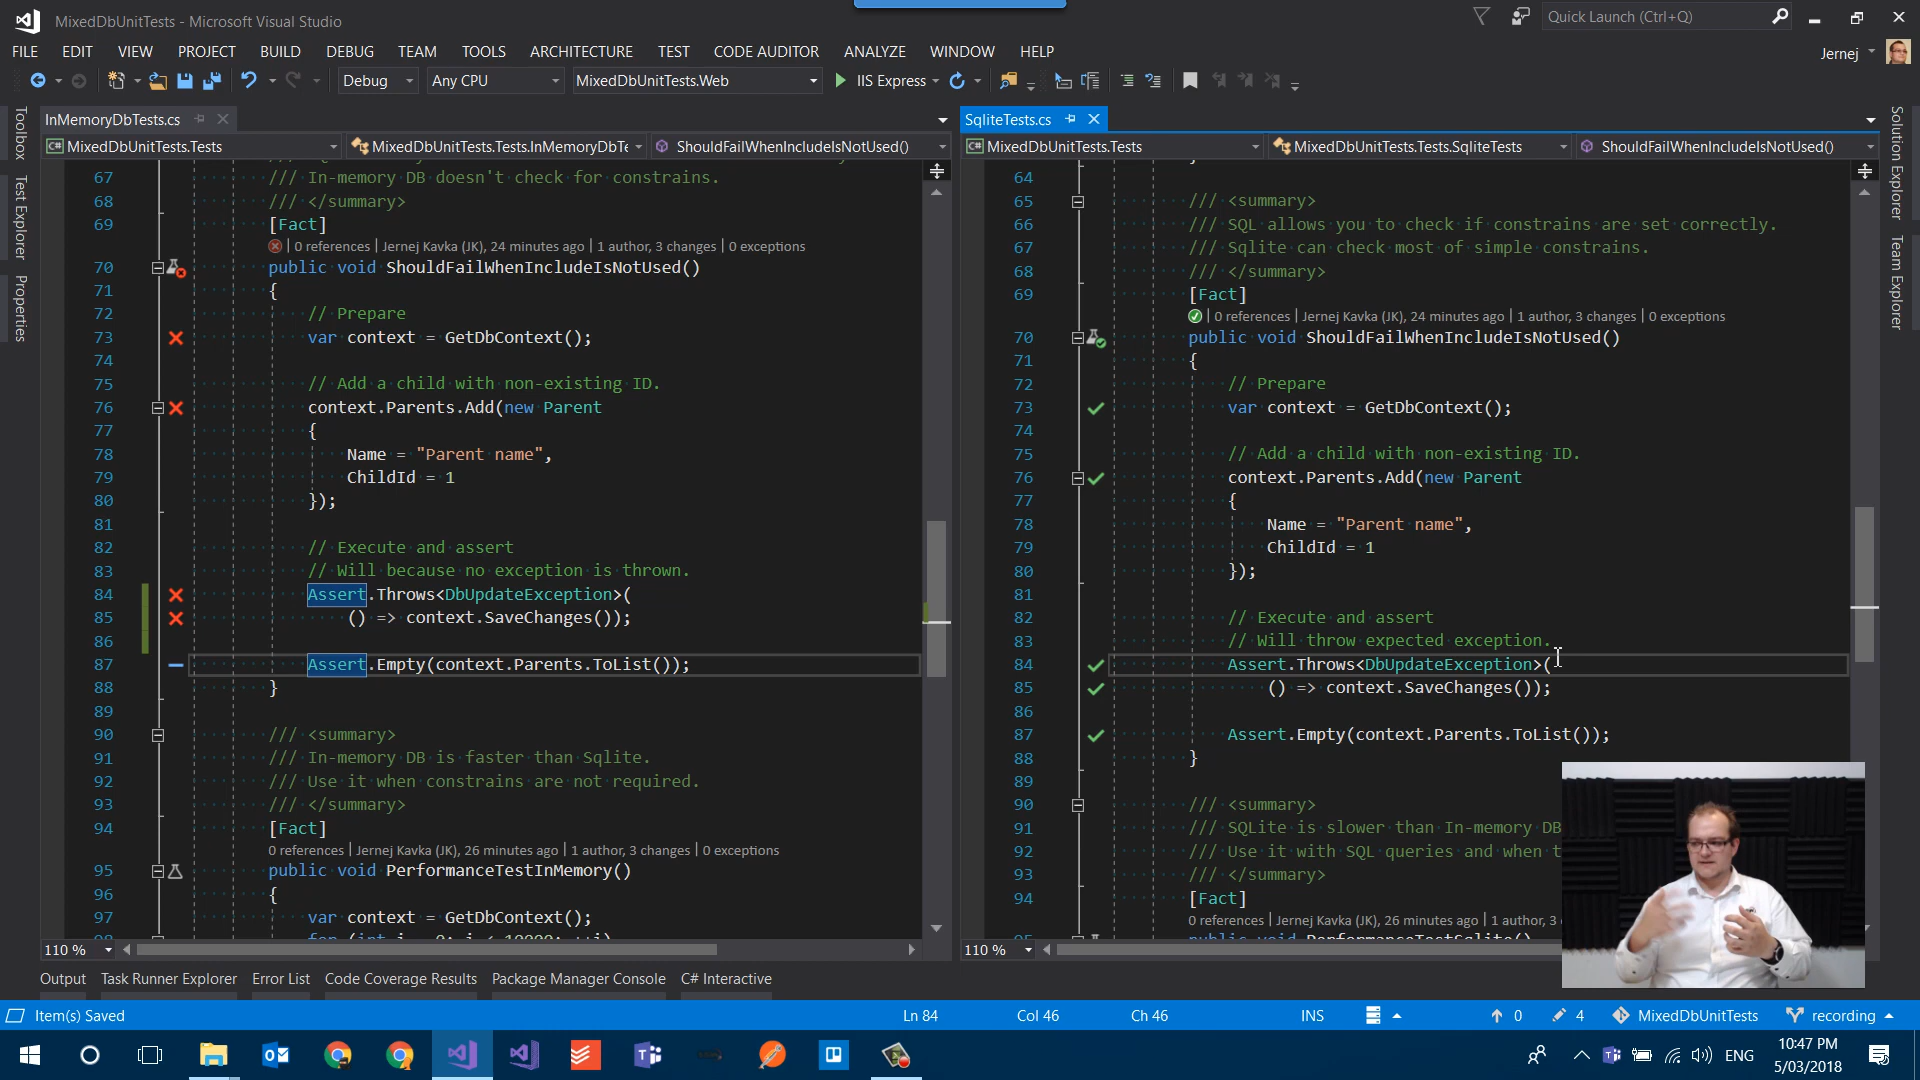 MixedDbUnitTests - Microsoft Visual Studio
Quick Launch (Ctrl+Q)
FILE EDIT VIEW PROJECT BUILD DEBUG TEAM TOOLS ARCHITECTURE TEST CODE AUDITOR ANALYZE WINDOW HELP
Jernej
Debug Any CPU MixedDbUnitTests.Web IIS Express
Toolbox
Test Explorer
Properties
InMemoryDbTests.cs
MixedDbUnitTests.Tests MixedDbUnitTests.Tests.InMemoryDbTe ShouldFailWhenIncludeIsNotUsed()
67 /// In-memory DB doesn't check for constrains.
68 /// </summary>
69 [Fact]
0 references | Jernej Kavka (JK), 24 minutes ago | 1 author, 3 changes | 0 exceptions
70 public void ShouldFailWhenIncludeIsNotUsed()
71 {
72 // Prepare
73 var context = GetDbContext();
74
75 // Add a child with non-existing ID.
76 context.Parents.Add(new Parent
77 {
78 Name = "Parent name",
79 ChildId = 1
80 });
81
82 // Execute and assert
83 // Will because no exception is thrown.
84 Assert.Throws<DbUpdateException>(
85 () => context.SaveChanges());
86
87 Assert.Empty(context.Parents.ToList());
88 }
89
90 /// <summary>
91 /// In-memory DB is faster than Sqlite.
92 /// Use it when constrains are not required.
93 /// </summary>
94 [Fact]
0 references | Jernej Kavka (JK), 26 minutes ago | 1 author, 3 changes | 0 exceptions
95 public void PerformanceTestInMemory()
96 {
97 var context = GetDbContext();
110 %
SqliteTests.cs
MixedDbUnitTests.Tests MixedDbUnitTests.Tests.SqliteTests ShouldFailWhenIncludeIsNotUsed()
64
65 /// <summary>
66 /// SQL allows you to check if constrains are set correctly.
67 /// Sqlite can check most of simple constrains.
68 /// </summary>
69 [Fact]
0 references | Jernej Kavka (JK), 24 minutes ago | 1 author, 3 changes | 0 exceptions
70 public void ShouldFailWhenIncludeIsNotUsed()
71 {
72 // Prepare
73 var context = GetDbContext();
74
75 // Add a child with non-existing ID.
76 context.Parents.Add(new Parent
77 {
78 Name = "Parent name",
79 ChildId = 1
80 });
81
82 // Execute and assert
83 // Will throw expected exception.
84 Assert.Throws<DbUpdateException>(
85 () => context.SaveChanges());
86
87 Assert.Empty(context.Parents.ToList());
88 }
89
90 /// <summary>
91 /// SQLite is slower than In-memory DB
92 /// Use it with SQL queries and when t
93 /// </summary>
94 [Fact]
0 references | Jernej Kavka (JK), 26 minutes ago | 1 author, 3
110 %
Solution Explorer
Team Explorer
Output Task Runner Explorer Error List Code Coverage Results Package Manager Console C# Interactive
Item(s) Saved Ln 84 Col 46 Ch 46 INS 0 4 MixedDbUnitTests recording
ENG 10:47 PM
5/03/2018